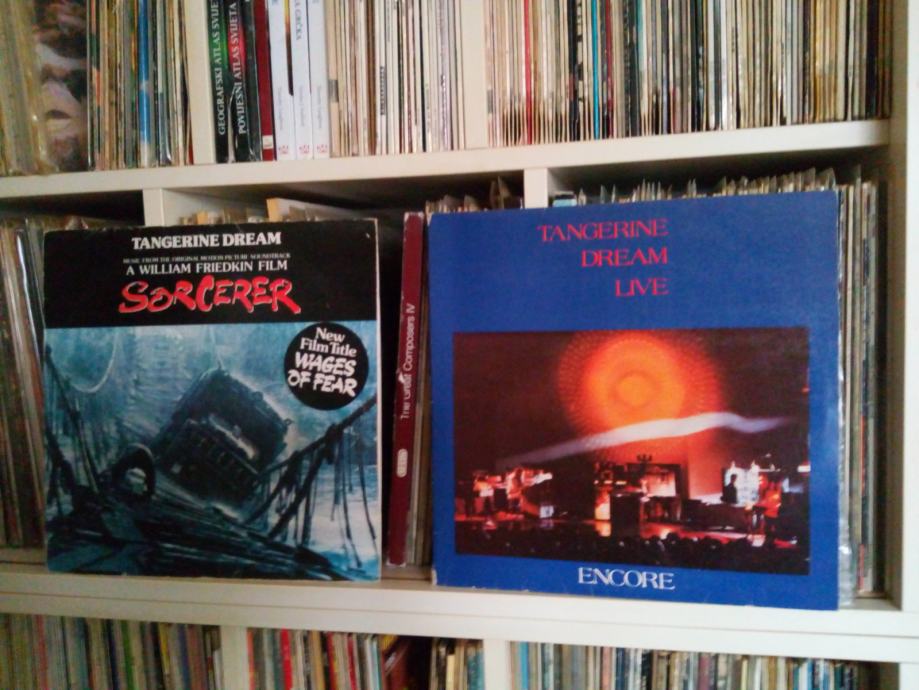 GEOGRAFSKI ATLAS SVIJETA
POVIJESNI ATLAS SVIJETA
TANGERINE DREAM
MUSIC FROM THE ORIGINAL MOTION PICTURE SOUNDTRACK
A WILLIAM FRIEDKIN FILM
SORCERER
New
Film Title
WAGES
OF FEAR
The Great Composers IV
TANGERINE
DREAM
LIVE
ENCORE